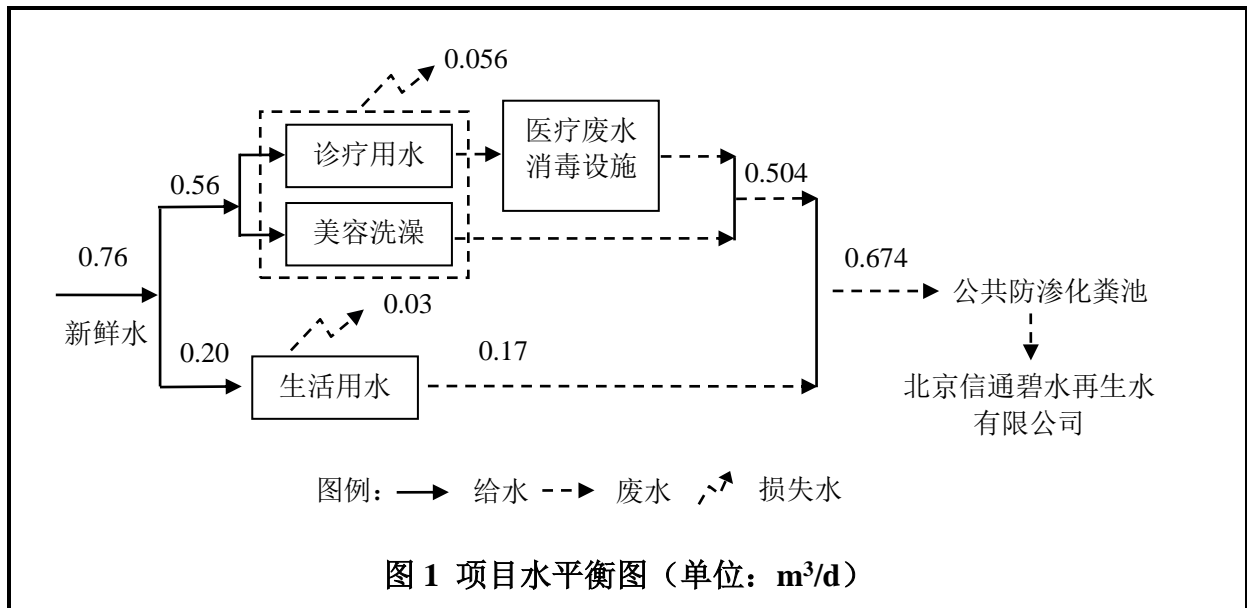 0.056
诊疗用水
医疗废水
消毒设施
0.56
0.504
美容洗澡
0.76
新鲜水
0.674
公共防渗化粪池
0.03
0.20
生活用水
0.17
北京信通碧水再生水
有限公司
图例： 给水 废水 损失水
图 1 项目水平衡图（单位：m³/d）